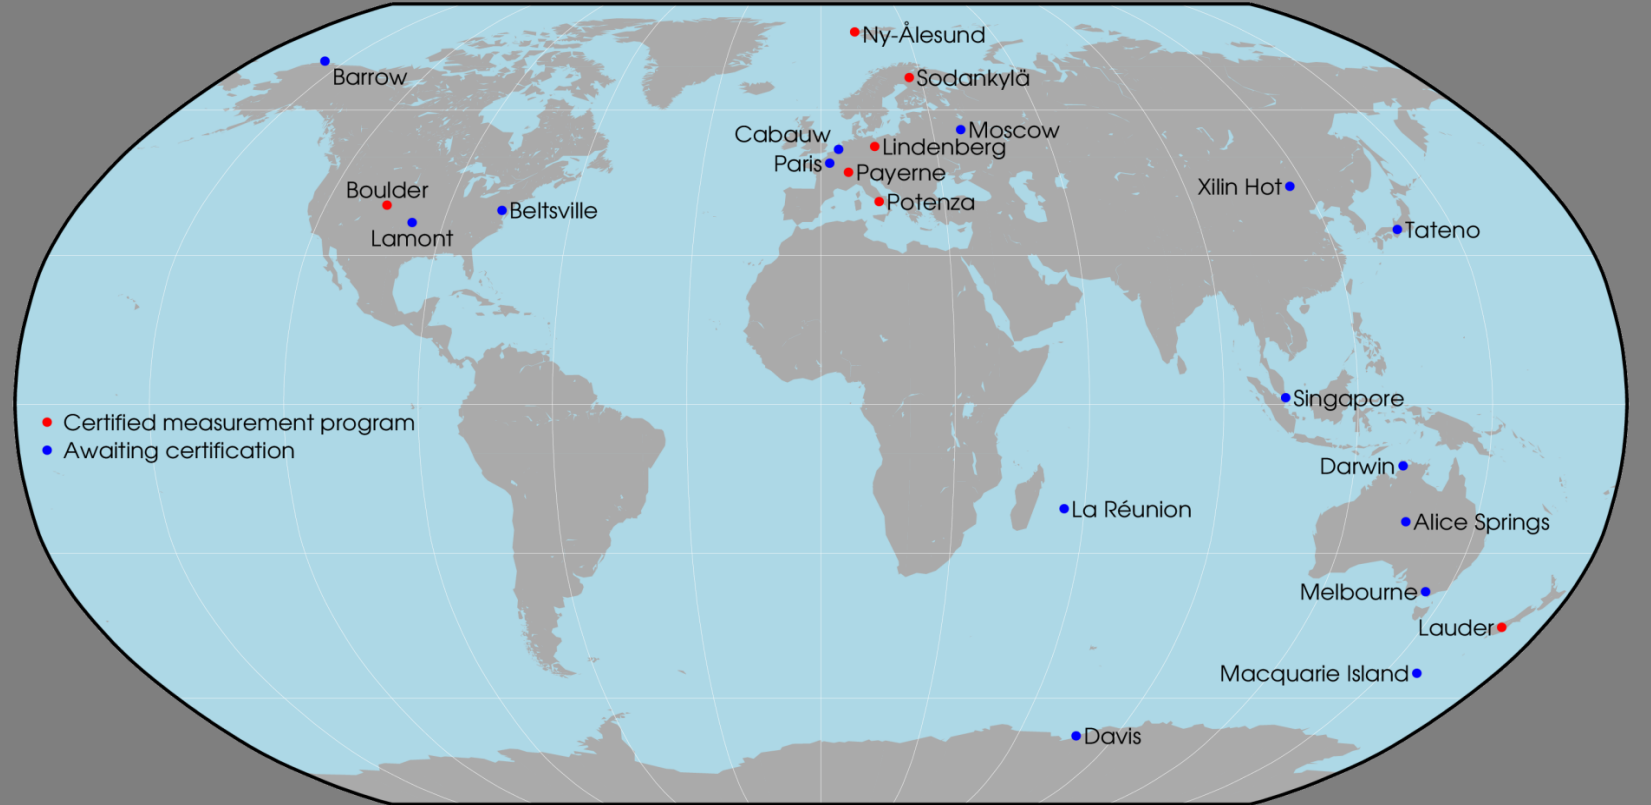 Ny-Ålesund
Barrow
Sodankylä
Cabauw
Moscow
Lindenberg
Paris
Payerne
Boulder
Xilin Hot
Potenza
Beltsville
Lamont
Tateno
Singapore
Certified measurement program
Awaiting certification
Darwin
La Réunion
Alice Springs
Melbourne
Lauder
Macquarie Island
Davis